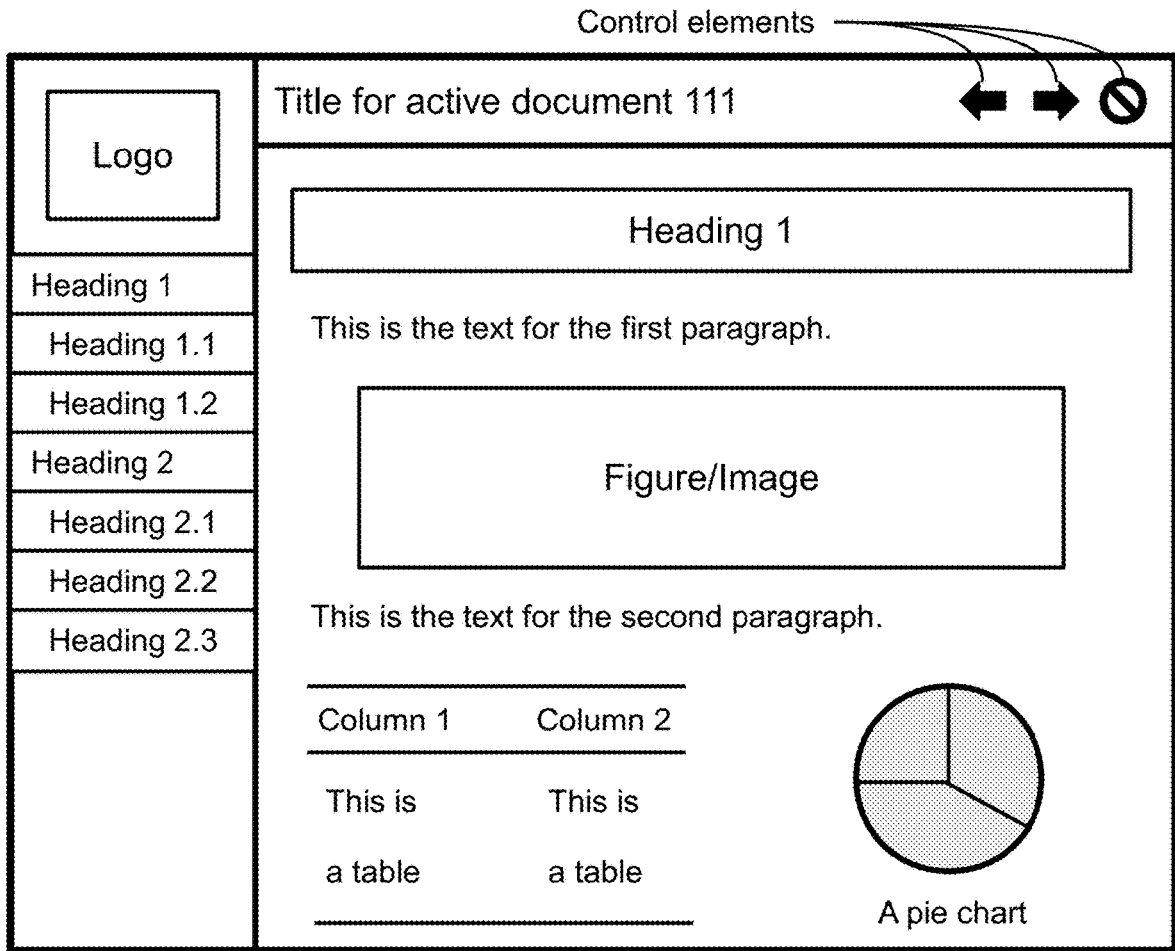 Control elements
Title for active document 111
Logo
Heading 1
Heading 1.1
Heading 1.2
Heading 2
Heading 2.1
Heading 2.2
Heading 2.3
Heading 1
This is the text for the first paragraph.
Figure/Image
This is the text for the second paragraph.
Column 1 Column 2
This is This is
a table a table
A pie chart